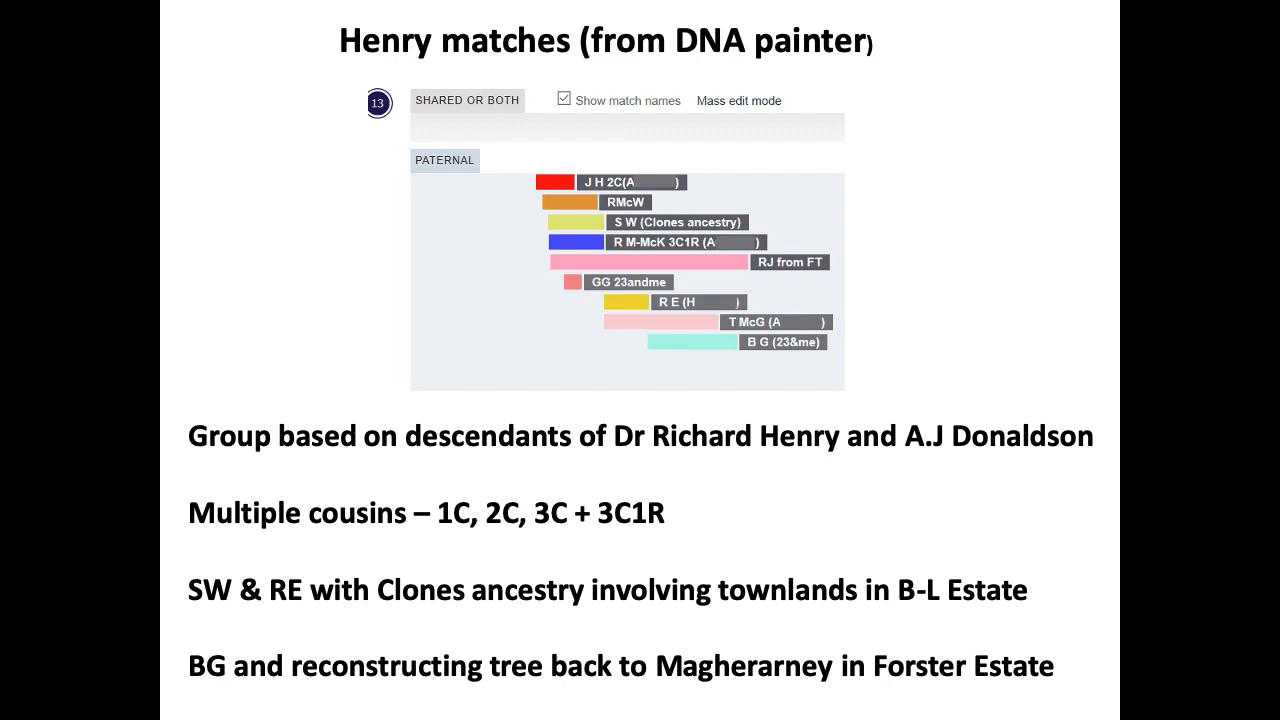 Henry matches (from DNA painter)
13
SHARED OR BOTH
Show match names
Mass edit mode
PATERNAL
J H 2C(A )
RMcW
S W (Clones ancestry)
R M-McK 3C1R (A )
RJ from FT
GG 23andme
R E (H )
T McG (A )
B G (23&me)
Group based on descendants of Dr Richard Henry and A.J Donaldson
Multiple cousins – 1C, 2C, 3C + 3C1R
SW & RE with Clones ancestry involving townlands in B-L Estate
BG and reconstructing tree back to Magherarney in Forster Estate